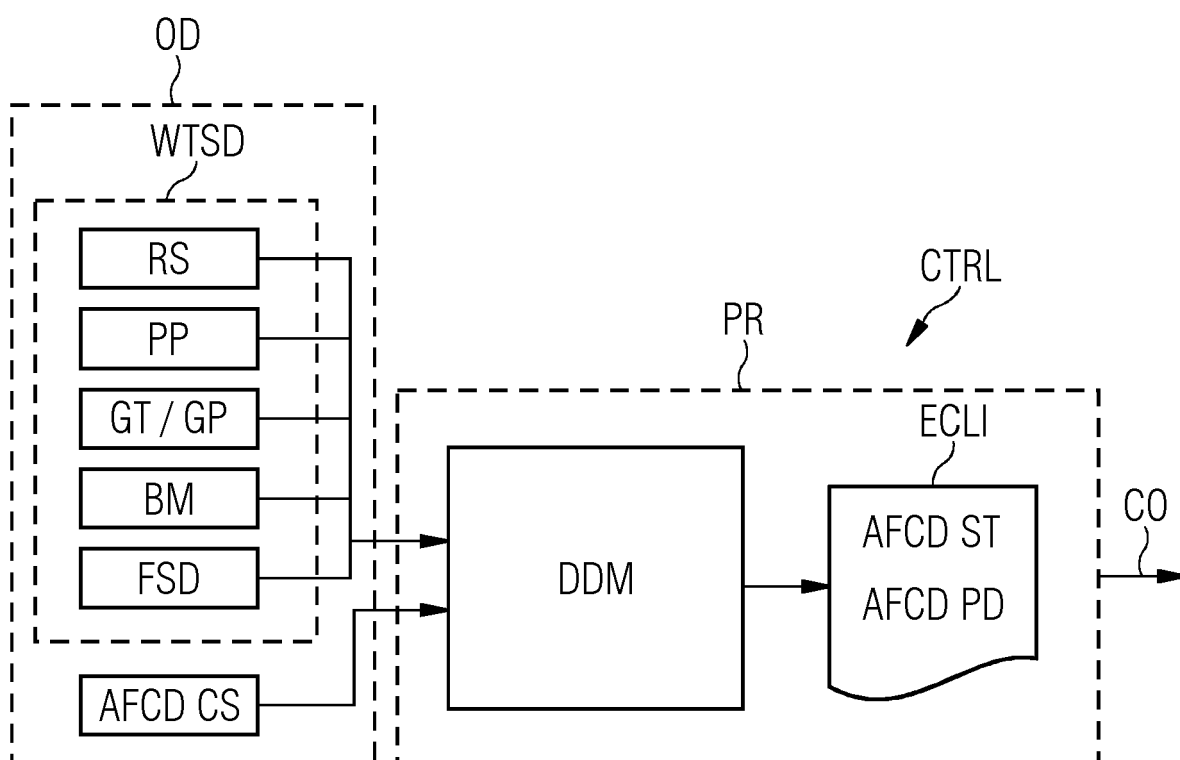 OD
WTSD
RS
PP
GT / GP
BM
FSD
AFCD CS
CTRL
PR
DDM
ECLI
AFCD ST
AFCD PD
CO